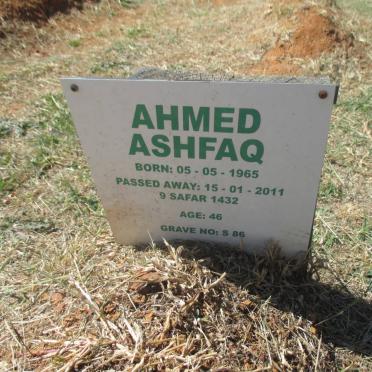 AHMED
ASHFAQ
BORN: 05 - 05 - 1965
PASSED AWAY: 15 - 01 - 2011
9 SAFAR 1432
AGE: 46
GRAVE NO: S 86